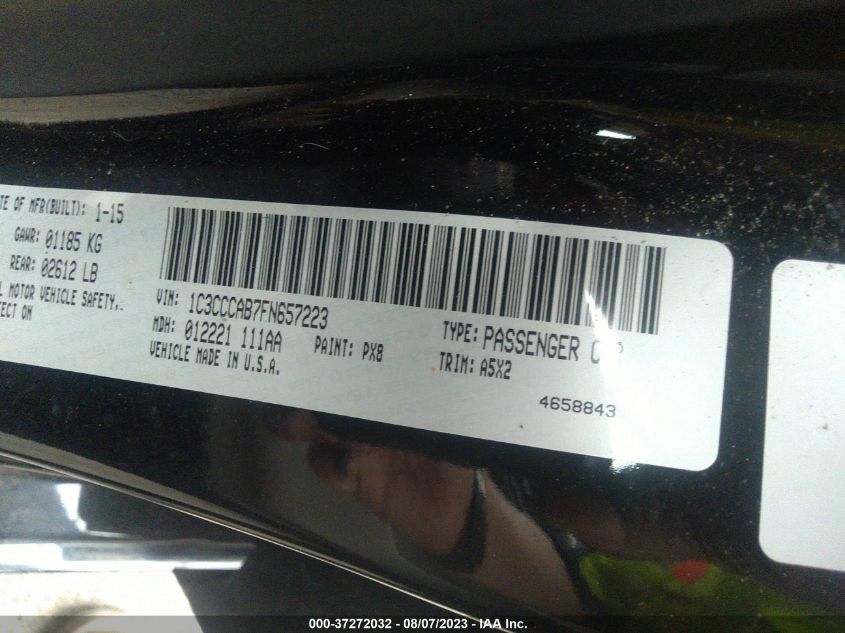 TE OF MFR(BUILT): 1-15
GAWR: 01185 KG
REAR: 02612 LB
L MOTOR VEHICLE SAFETY,
FECT ON
VIN: 1C3CCCAB7FN657223
MDH: 012221 111AA
VEHICLE MADE IN U.S.A.
PAINT: PX8
TYPE: PASSENGER
TRIM: A5X2
4658843
000-37272032 - 08/07/2023 - IAA Inc.